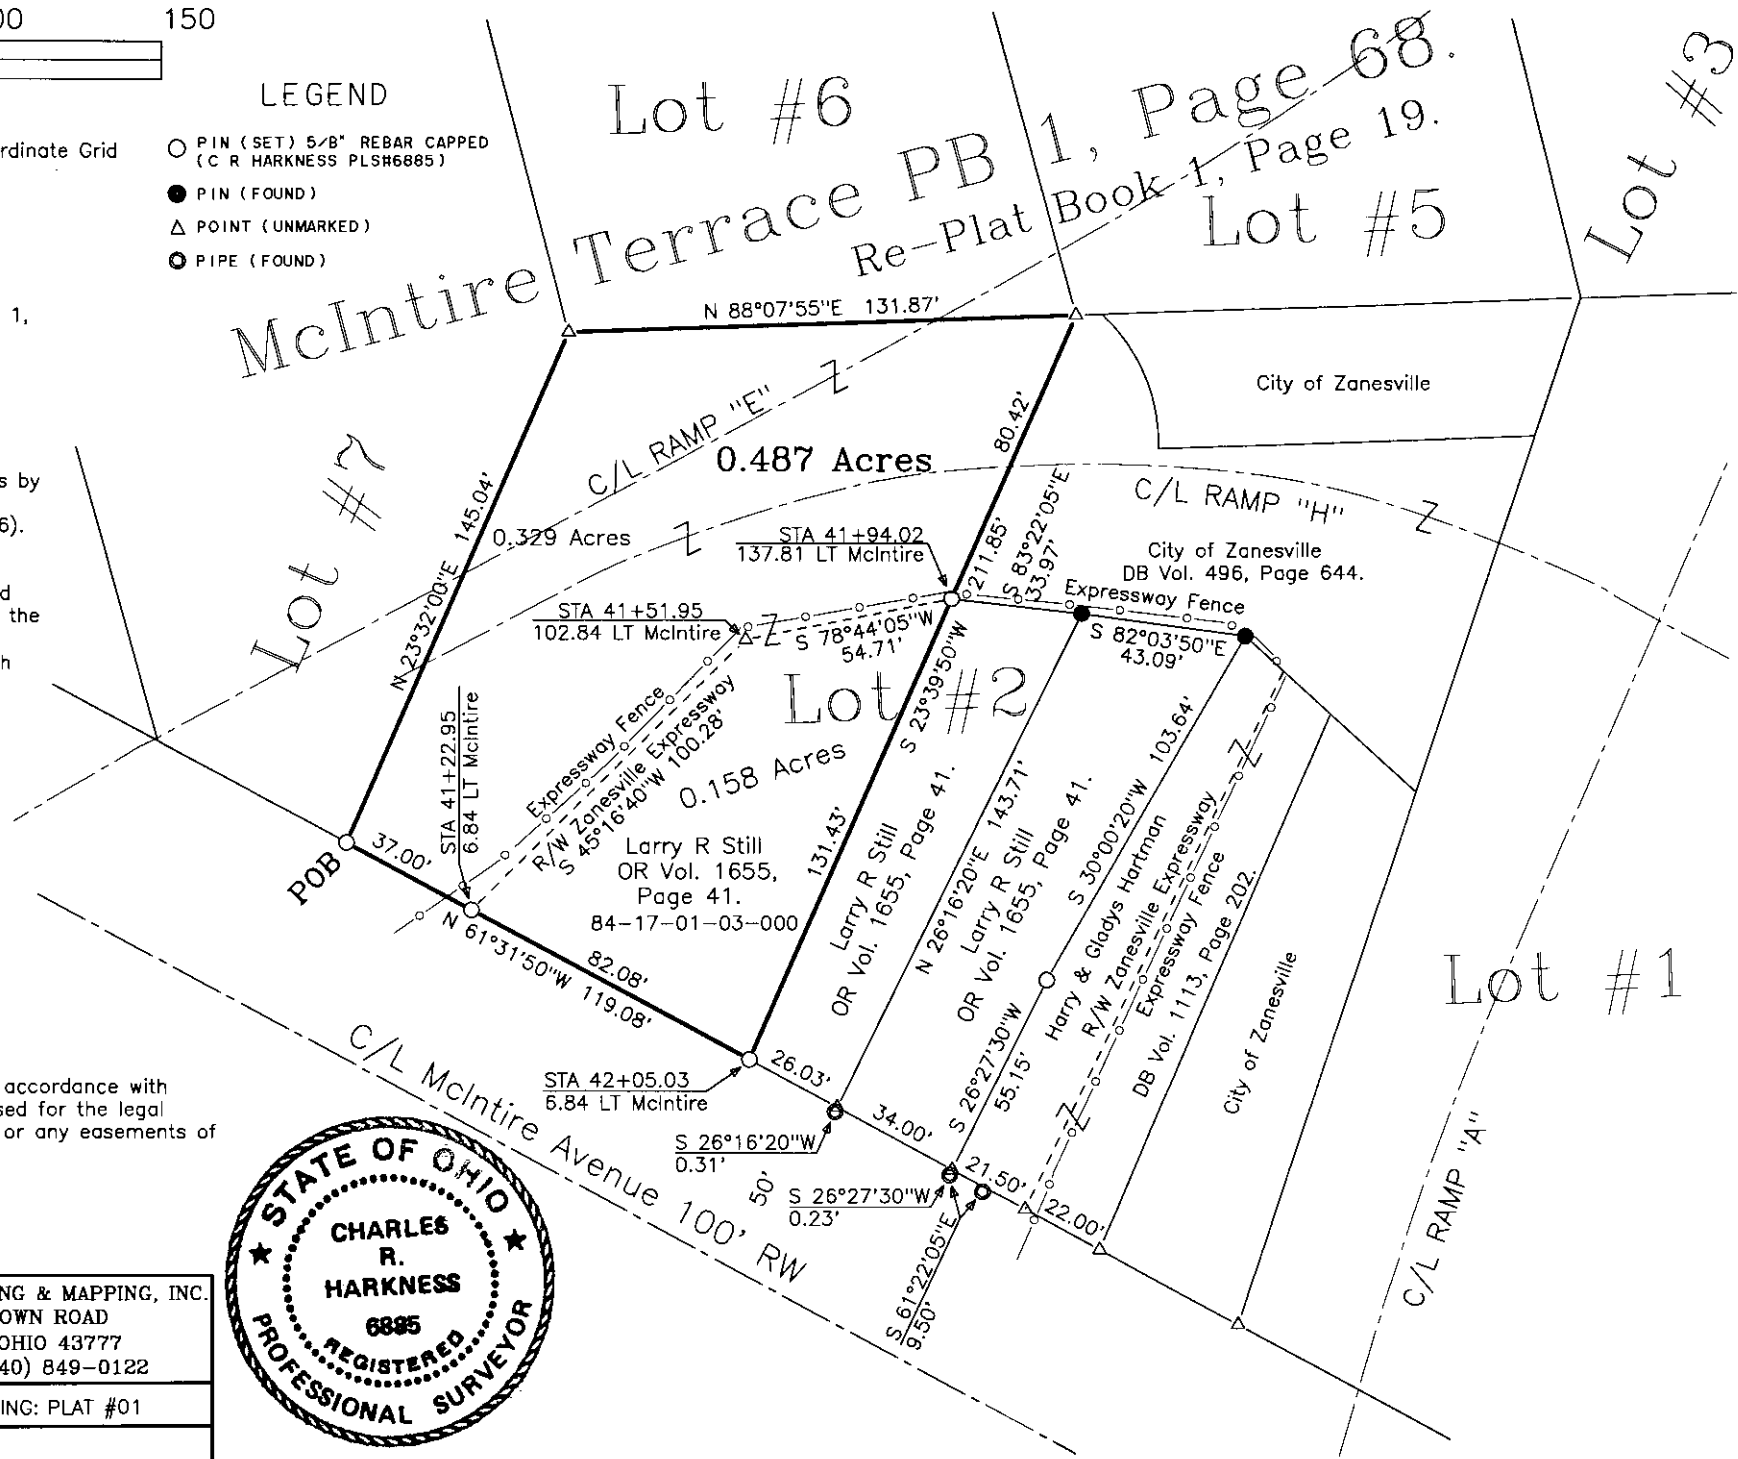 00 150
LEGEND
PIN (SET) 5/8" REBAR CAPPED
(C R HARKNESS PLS#6885)
PIN (FOUND)
POINT (UNMARKED)
PIPE (FOUND)
rdinate Grid
1,
s by
6).
d
the
h
accordance with
sed for the legal
or any easements of
Lot #6
McIntire Terrace PB 1, Page 68.
Re-Plat Book 1, Page 19.
Lot #5
Lot #3
N 88°07'55"E 131.87'
City of Zanesville
C/L RAMP "E"
Z
80.42'
0.487 Acres
Lot #7
N 23°32'00"E 145.04'
0.329 Acres
Z
C/L RAMP "H"
Z
STA 41+94.02
137.81 LT McIntire
211.85'
S 83°22'05"E
33.97'
City of Zanesville
DB Vol. 496, Page 644.
Expressway Fence
S 82°03'50"E
43.09'
STA 41+51.95
102.84 LT McIntire
Z
S 78°44'05"W
54.71'
S 23°39'50"W
131.43'
Lot #2
STA 41+22.95
6.84 LT McIntire
Expressway Fence
R/W Zanesville Expressway
S 45°16'40"W 100.28'
0.158 Acres
Larry R Still
OR Vol. 1655,
Page 41.
84-17-01-03-000
Larry R Still
OR Vol. 1655, Page 41.
N 26°16'20"E 143.71'
Larry R Still
OR Vol. 1655, Page 41.
S 30°00'20"W 103.64'
S 26°27'30"W
55.15'
Harry & Gladys Hartman
R/W Zanesville Expressway
Z
Expressway Fence
DB Vol. 1113, Page 202.
Z
City of Zanesville
Lot #1
C/L RAMP "A"
POB
37.00'
N 61°31'50"W 119.08'
82.08'
26.03'
34.00'
21.50'
22.00'
STA 42+05.03
6.84 LT McIntire
S 26°16'20"W
0.31'
S 26°27'30"W
0.23'
S 61°22'05"E
9.50'
C/L McIntire Avenue 100' RW
50'
STATE OF OHIO
CHARLES
R.
HARKNESS
6885
REGISTERED
PROFESSIONAL SURVEYOR
NG & MAPPING, INC.
OWN ROAD
OHIO 43777
40) 849-0122
ING: PLAT #01